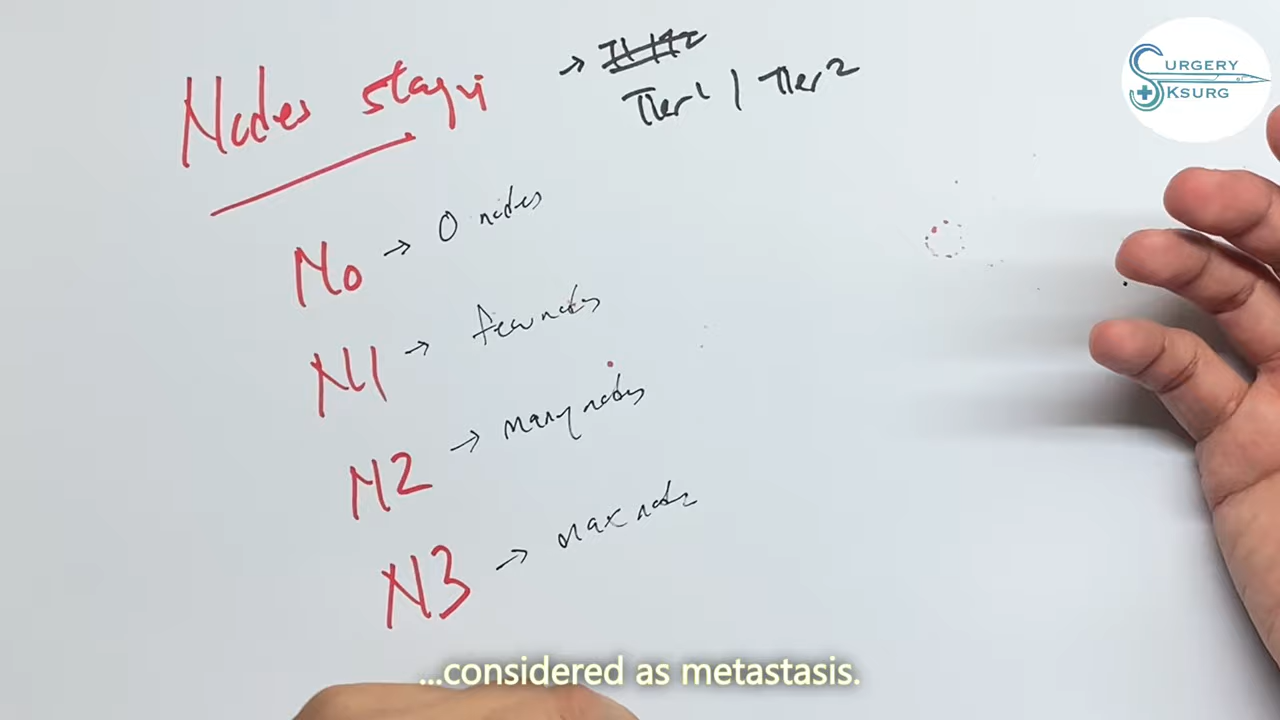 Nodes stagi
→ Tier 1 / Tier 2
N0 → 0 nodes
N1 → few nodes
N2 → many nodes
N3 → max nodes
SURGERY
SKSURG
...considered as metastasis.